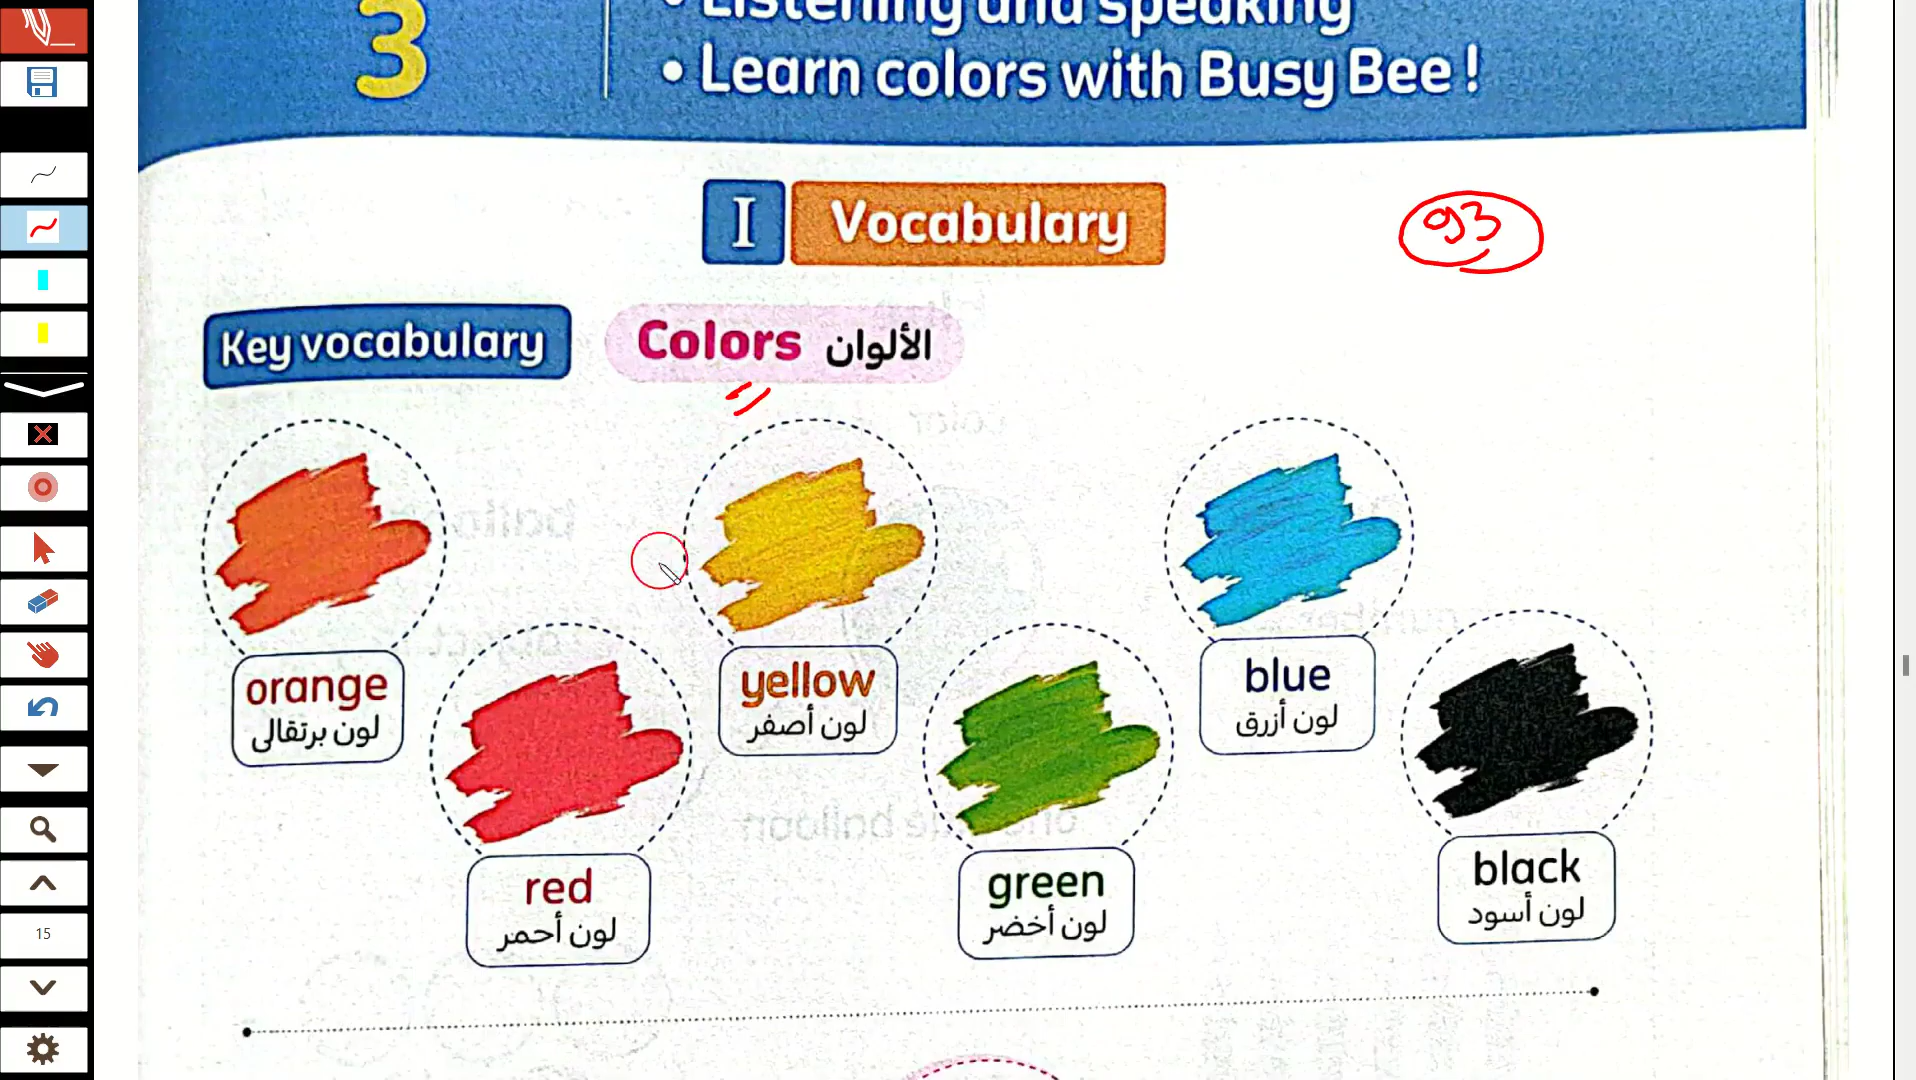 3
• Listening and speaking
• Learn colors with Busy Bee !
I Vocabulary
93
Key vocabulary
Colors الألوان
orange
لون برتقالى
yellow
لون أصفر
blue
لون أزرق
red
لون أحمر
green
لون أخضر
black
لون أسود
15